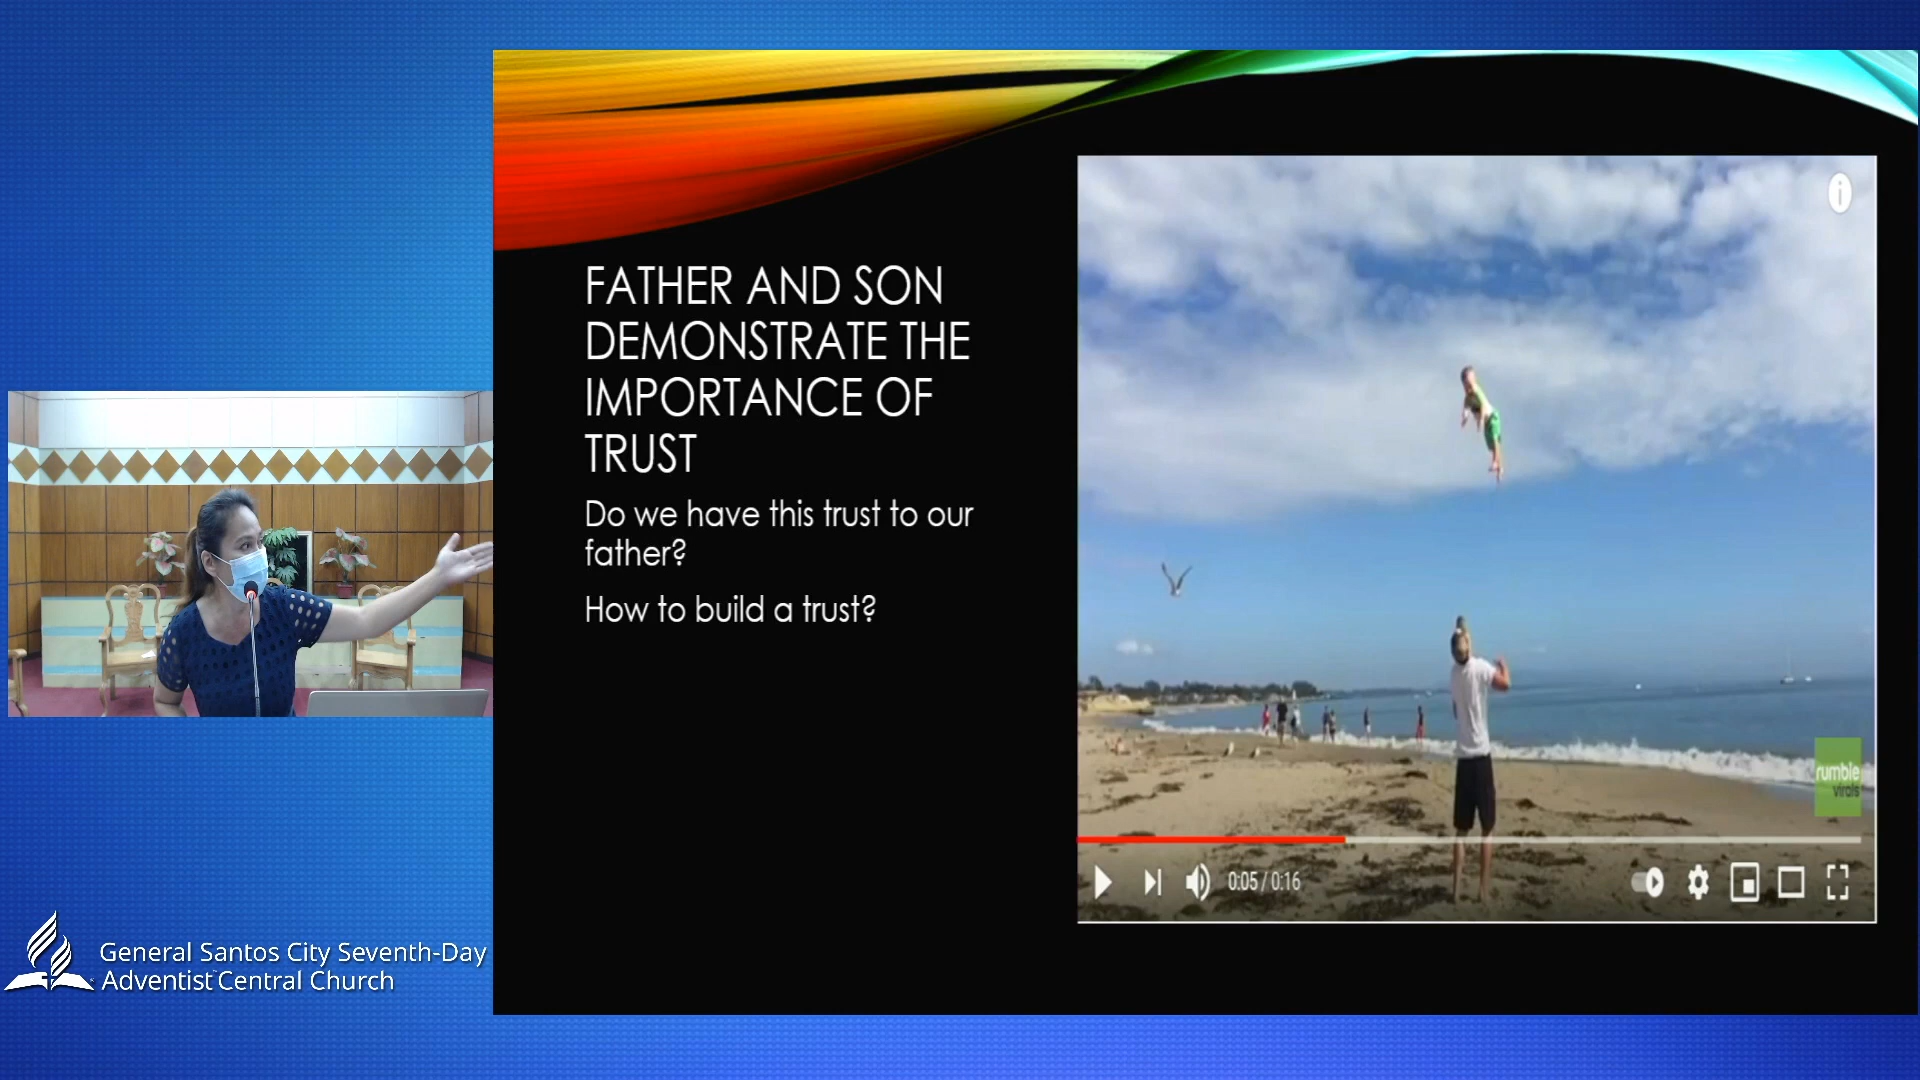 FATHER AND SON
DEMONSTRATE THE
IMPORTANCE OF
TRUST
Do we have this trust to our
father?
How to build a trust?
rumble
virals
0:05 / 0:16
General Santos City Seventh-Day
Adventist Central Church